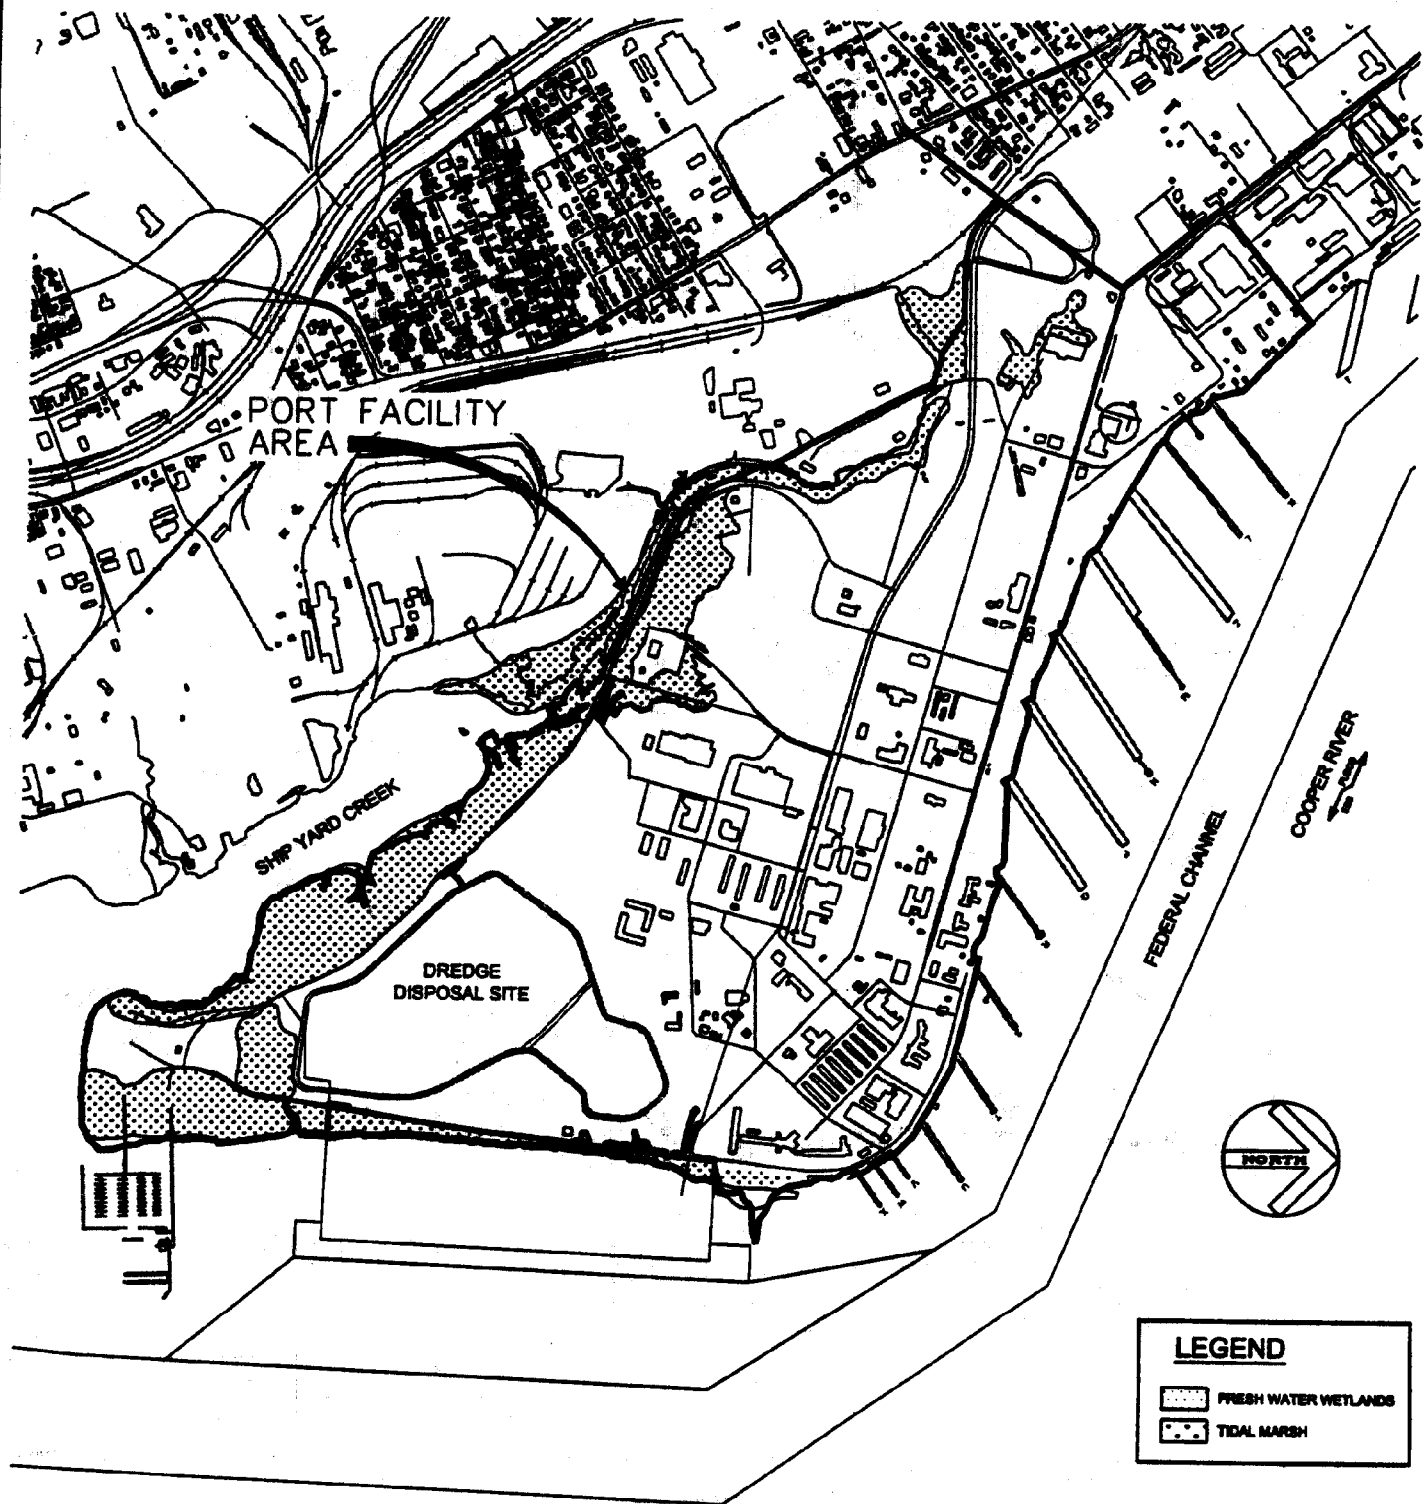 PORT FACILITY
AREA
SHIP YARD CREEK
DREDGE
DISPOSAL SITE
FEDERAL CHANNEL
COOPER RIVER
NORTH
LEGEND
FRESH WATER WETLANDS
TIDAL MARSH